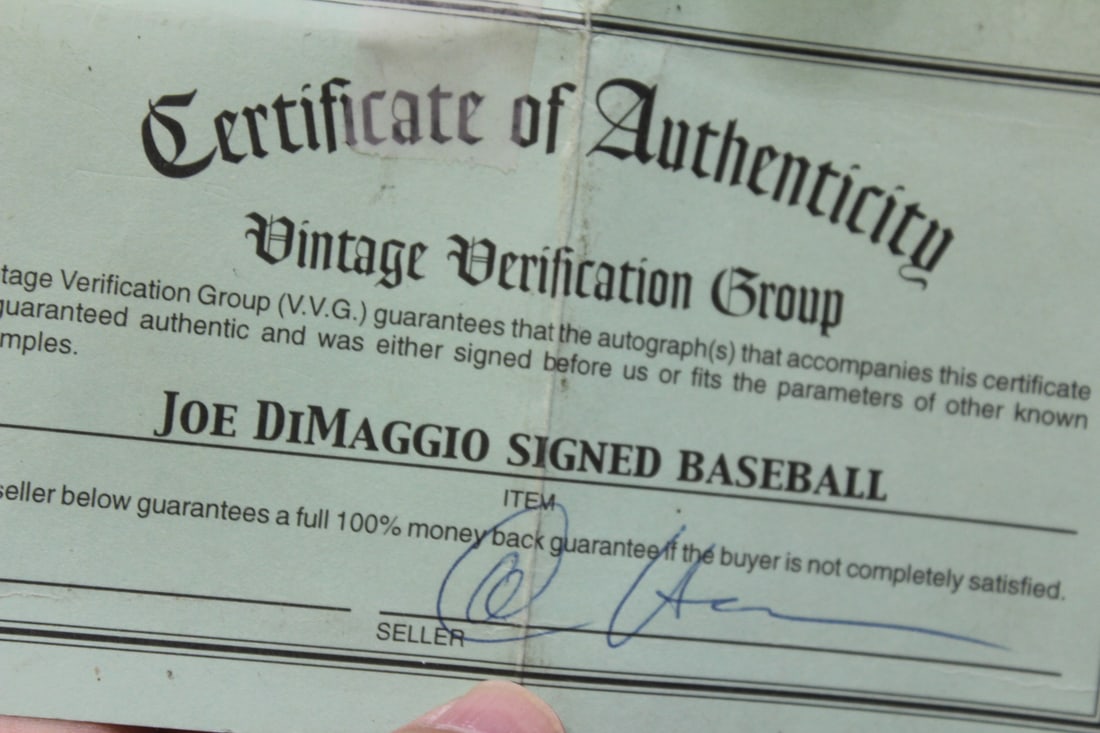 Certificate of Authenticity
Vintage Verification Group
tage Verification Group (V.V.G.) guarantees that the autograph(s) that accompanies this certificate
guaranteed authentic and was either signed before us or fits the parameters of other known
mples.
JOE DIMAGGIO SIGNED BASEBALL
ITEM
seller below guarantees a full 100% money back guarantee if the buyer is not completely satisfied.
SELLER